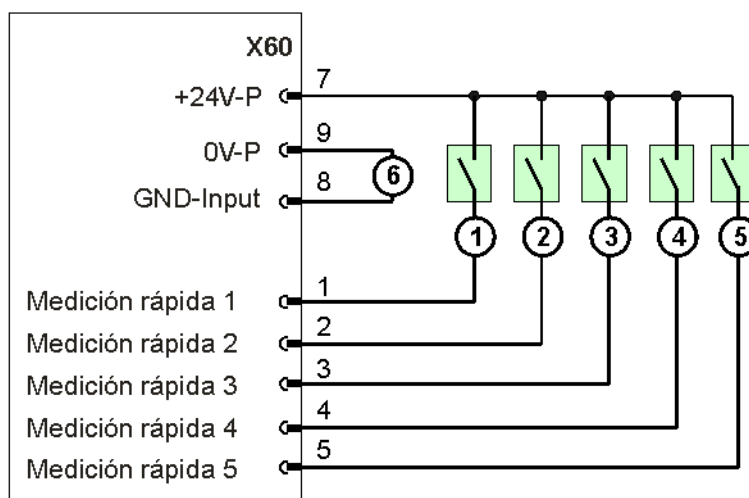 X60
+24V-P 7
0V-P 9
6
GND-Input 8
1 2 3 4 5
Medición rápida 1 1
Medición rápida 2 2
Medición rápida 3 3
Medición rápida 4 4
Medición rápida 5 5